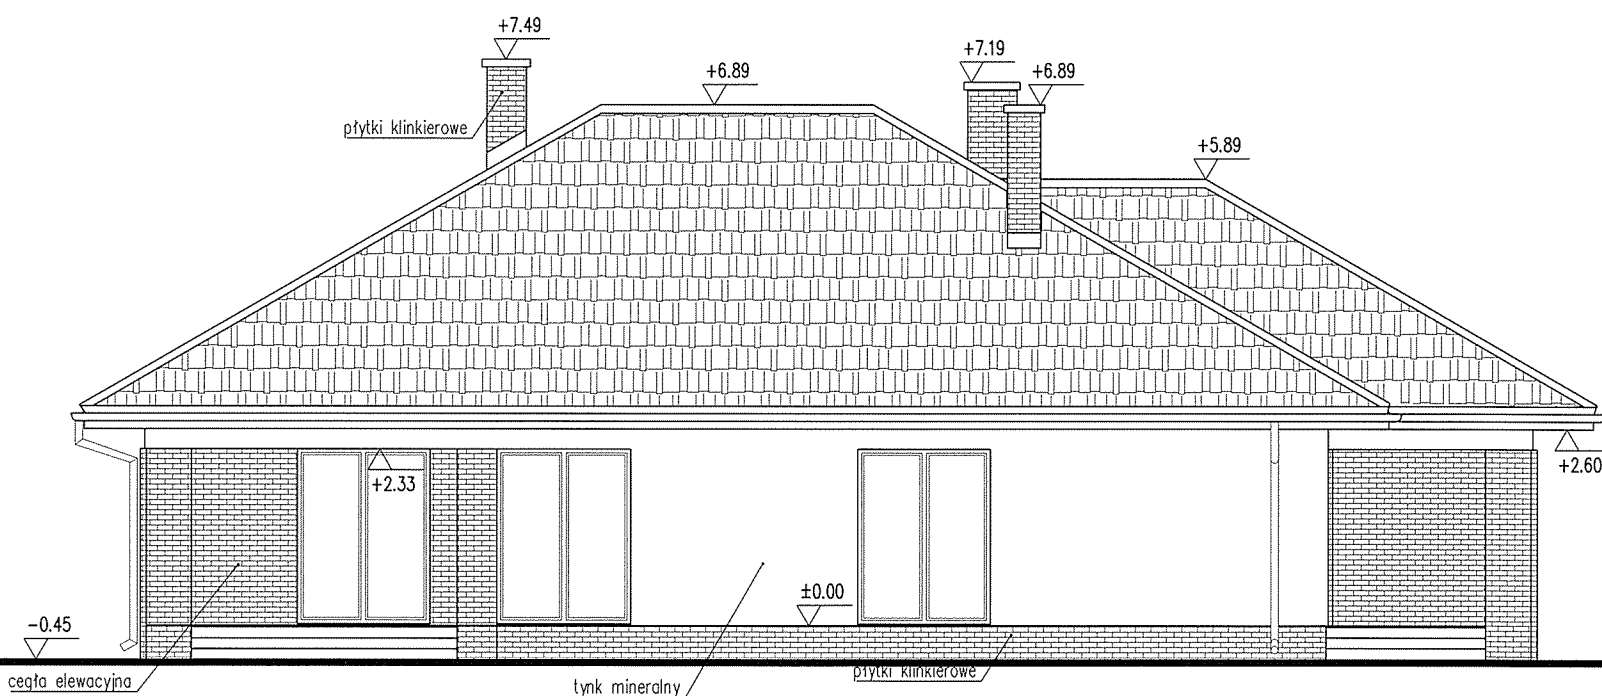 +7.49
+7.19
+6.89
+6.89
płytki klinkierowe
+5.89
+2.60
+2.33
±0.00
-0.45
cegła elewacyjna
tynk mineralny
płytki klinkierowe